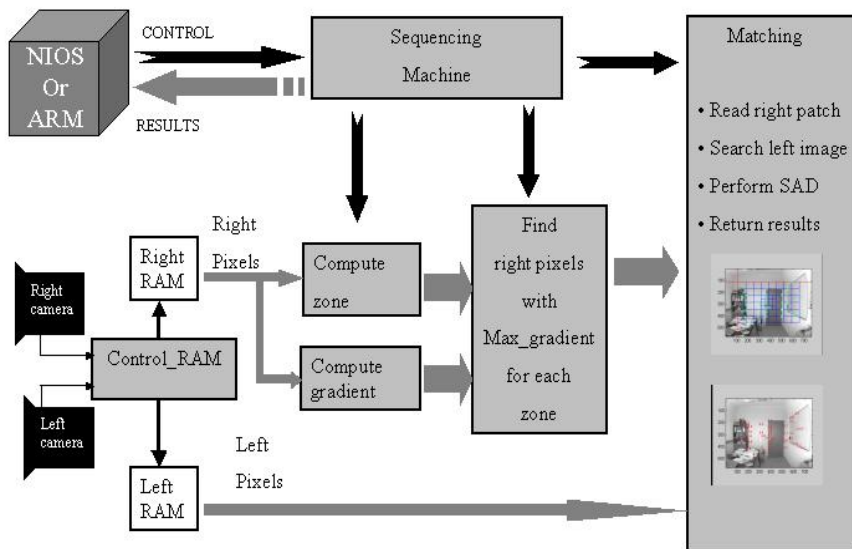 CONTROL
NIOS
Or
ARM
RESULTS
Sequencing
Machine
Matching
• Read right patch
• Search left image
• Perform SAD
• Return results
Right
Pixels
Right
RAM
Compute
zone
Find
right pixels
with
Max_gradient
for each
zone
Right
camera
Control_RAM
Compute
gradient
Left
camera
Left
Pixels
Left
RAM